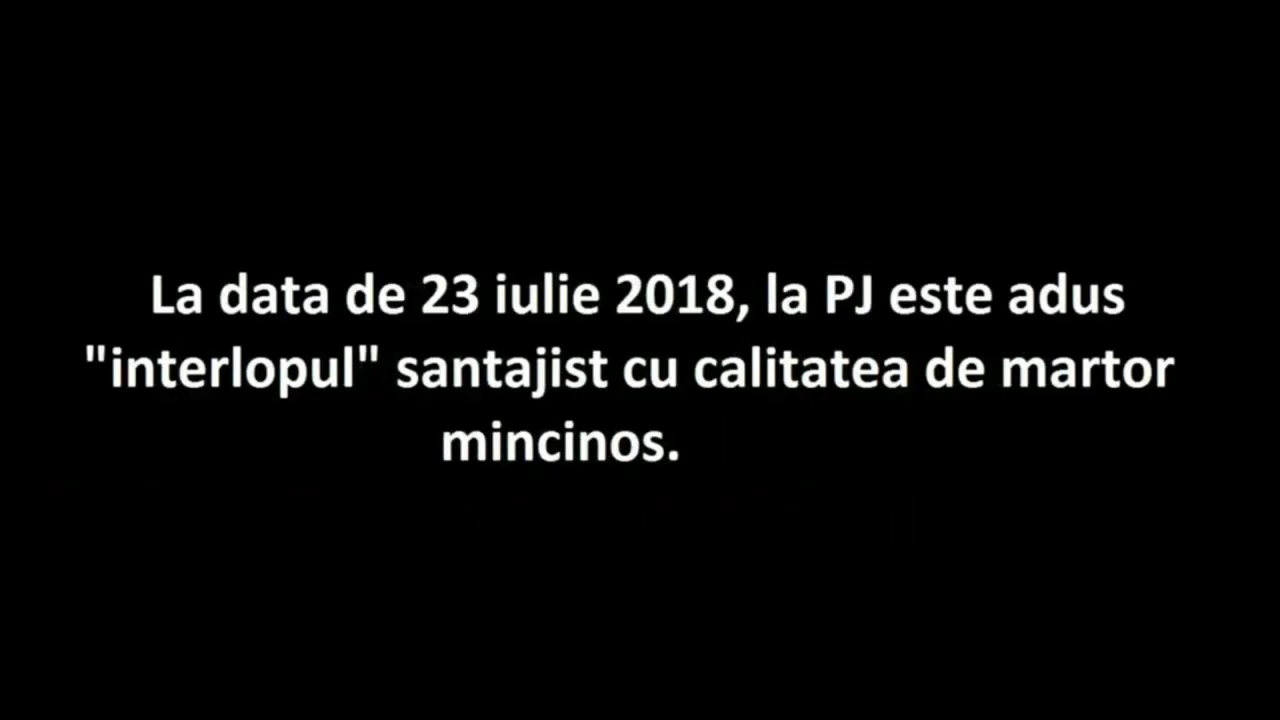 La data de 23 iulie 2018, la PJ este adus
"interlopul" santajist cu calitatea de martor
mincinos.